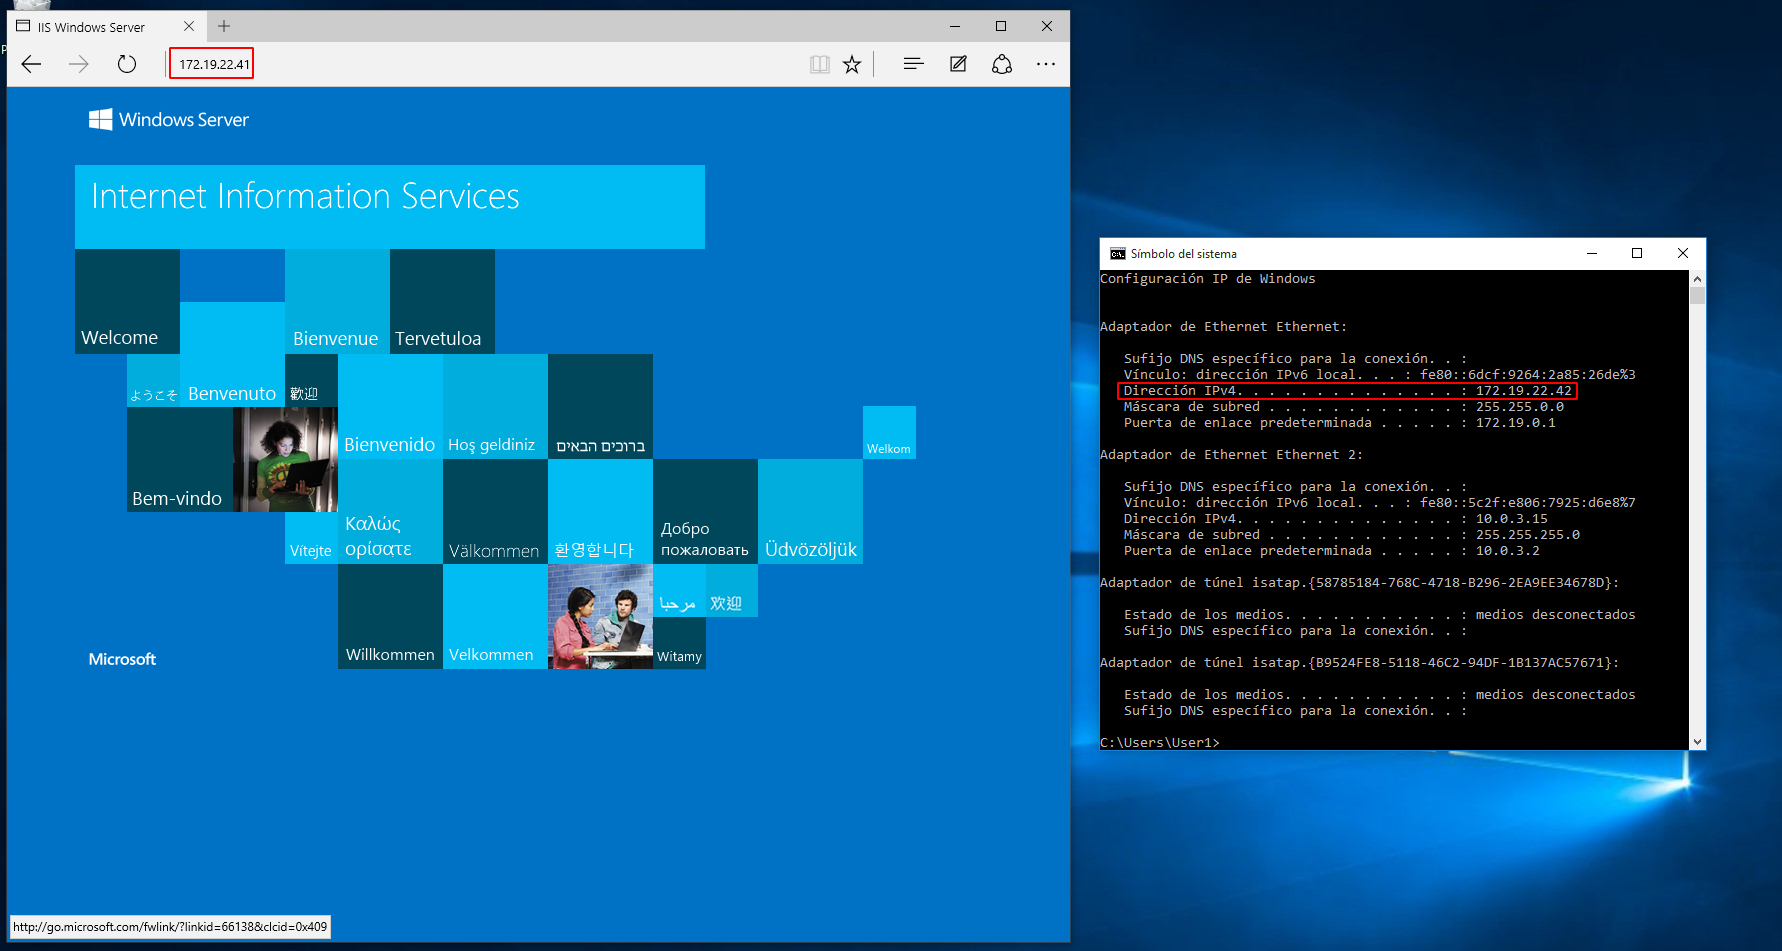 IIS Windows Server
172.19.22.41
Windows Server
Internet Information Services
Welcome
Bienvenue
Tervetuloa
ようこそ
Benvenuto
歡迎
Bienvenido
Hoş geldiniz
ברוכים הבאים
Welkom
Bem-vindo
Vítejte
Καλώς
ορίσατε
Välkommen
환영합니다
Добро
пожаловать
Üdvözöljük
Willkommen
Velkommen
مرحبا
欢迎
Witamy
Microsoft
http://go.microsoft.com/fwlink/?linkid=66138&clcid=0x409
Símbolo del sistema
Configuración IP de Windows
Adaptador de Ethernet Ethernet:
Sufijo DNS específico para la conexión. . :
Vínculo: dirección IPv6 local. . . : fe80::6dcf:9264:2a85:26de%3
Dirección IPv4. . . . . . . . . . . . . . : 172.19.22.42
Máscara de subred . . . . . . . . . . . . : 255.255.0.0
Puerta de enlace predeterminada . . . . . : 172.19.0.1
Adaptador de Ethernet Ethernet 2:
Sufijo DNS específico para la conexión. . :
Vínculo: dirección IPv6 local. . . : fe80::5c2f:e806:7925:d6e8%7
Dirección IPv4. . . . . . . . . . . . . . : 10.0.3.15
Máscara de subred . . . . . . . . . . . . : 255.255.255.0
Puerta de enlace predeterminada . . . . . : 10.0.3.2
Adaptador de túnel isatap.{58785184-768C-4718-B296-2EA9EE34678D}:
Estado de los medios. . . . . . . . . . . : medios desconectados
Sufijo DNS específico para la conexión. . :
Adaptador de túnel isatap.{B9524FE8-5118-46C2-94DF-1B137AC57671}:
Estado de los medios. . . . . . . . . . . : medios desconectados
Sufijo DNS específico para la conexión. . :
C:\Users\User1>